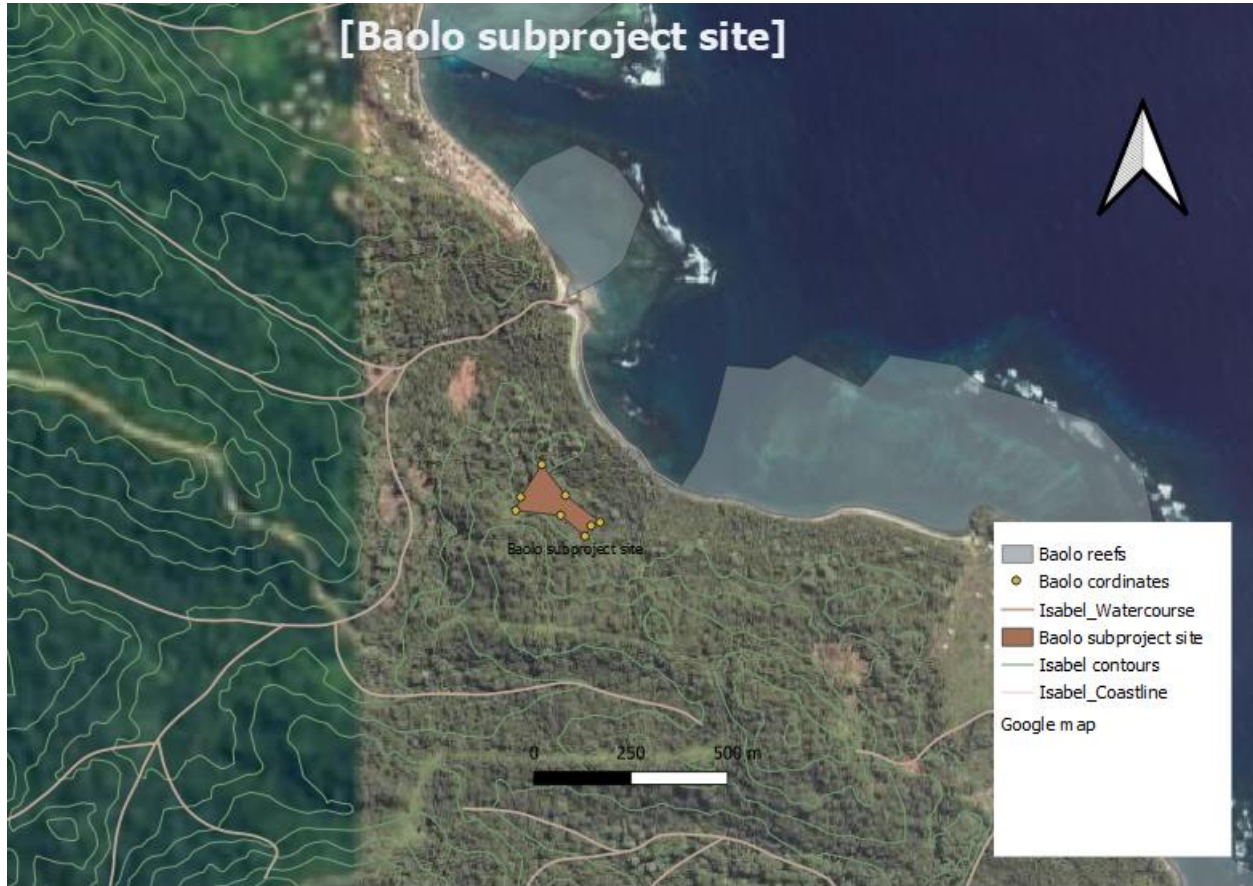 [Baolo subproject site]
Baolo subproject site
0 250 500 m
Baolo reefs
Baolo cordinates
Isabel_Watercourse
Baolo subproject site
Isabel contours
Isabel_Coastline
Google map